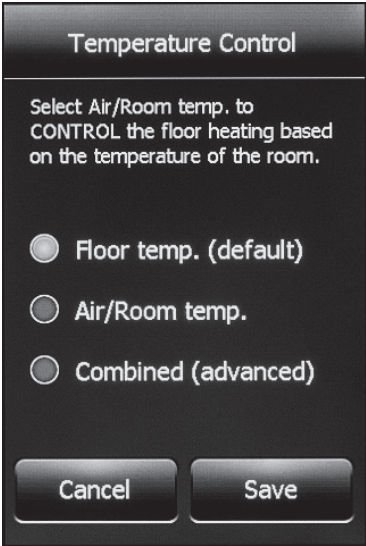 Temperature Control
Select Air/Room temp. to
CONTROL the floor heating based
on the temperature of the room.
Floor temp. (default)
Air/Room temp.
Combined (advanced)
Cancel
Save